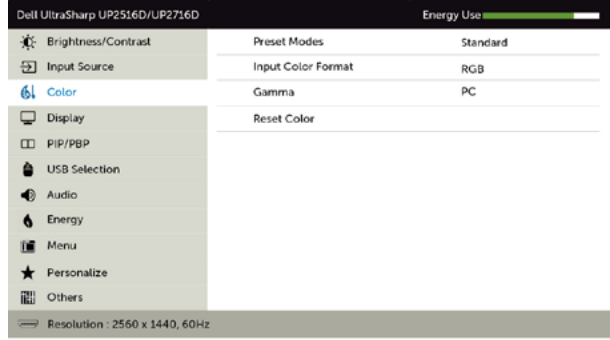 Dell UltraSharp UP2516D/UP2716D Energy Use
Brightness/Contrast Preset Modes Standard
Input Source Input Color Format RGB
Color Gamma PC
Display Reset Color
PIP/PBP
USB Selection
Audio
Energy
Menu
Personalize
Others
Resolution : 2560 x 1440, 60Hz